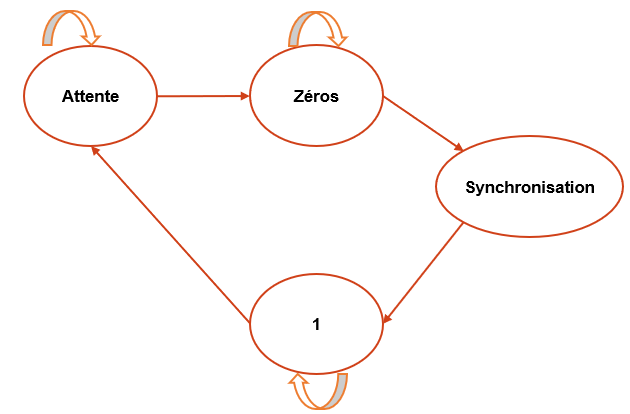 Attente
Zéros
Synchronisation
1